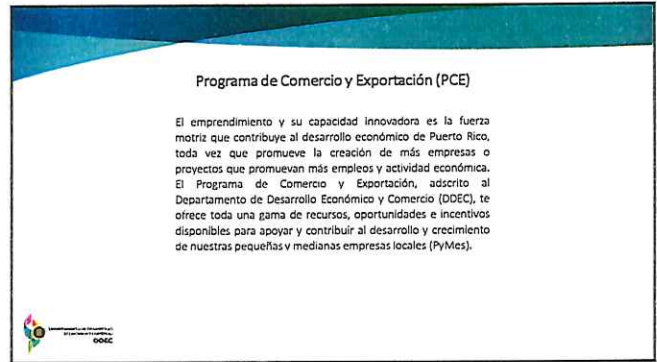 Programa de Comercio y Exportación (PCE)
El emprendimiento y su capacidad innovadora es la fuerza
motriz que contribuye al desarrollo económico de Puerto Rico,
toda vez que promueve la creación de más empresas o
proyectos que promuevan más empleos y actividad económica.
El Programa de Comercio y Exportación, adscrito al
Departamento de Desarrollo Económico y Comercio (DDEC), te
ofrece toda una gama de recursos, oportunidades e incentivos
disponibles para apoyar y contribuir al desarrollo y crecimiento
de nuestras pequeñas y medianas empresas locales (PyMes).
DDEC